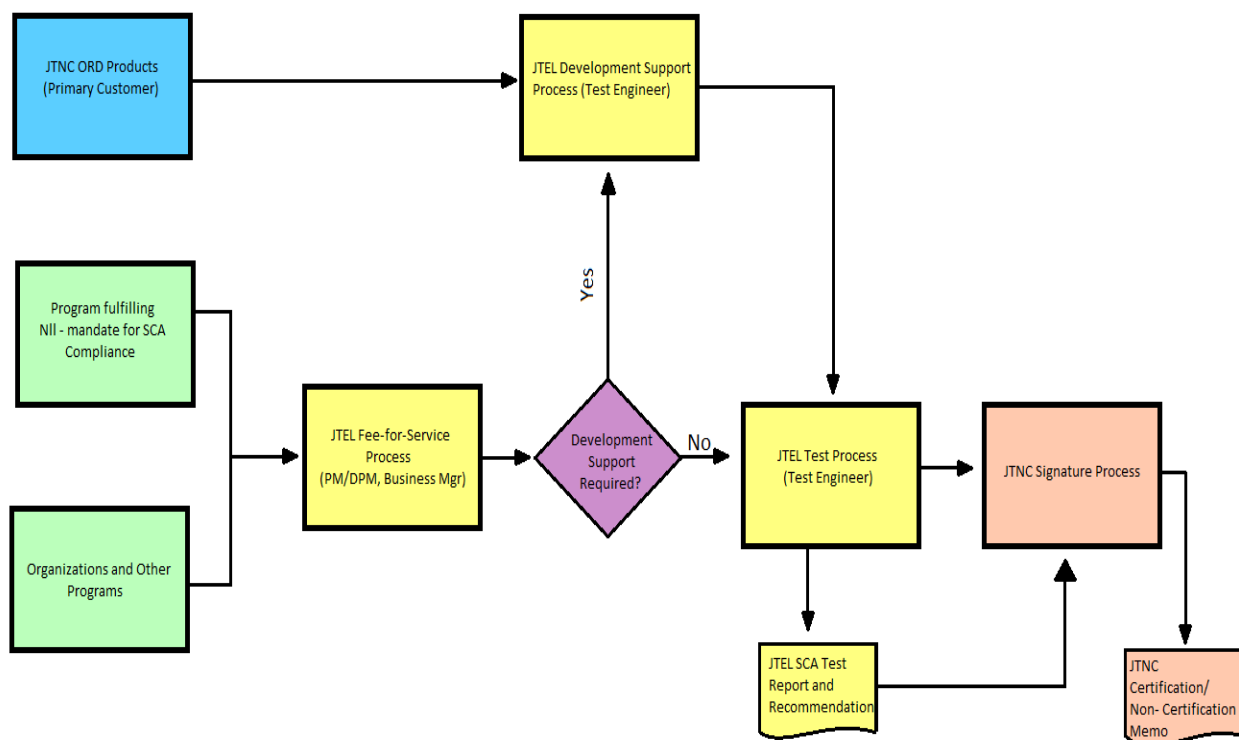 JTNC ORD Products
(Primary Customer)
JTEL Development Support
Process (Test Engineer)
Program fulfilling
Nll - mandate for SCA
Compliance
Yes
JTEL Fee-for-Service
Process
(PM/DPM, Business Mgr)
Development
Support
Required?
No
JTEL Test Process
(Test Engineer)
JTNC Signature Process
Organizations and Other
Programs
JTEL SCA Test
Report and
Recommendation
JTNC
Certification/
Non- Certification
Memo